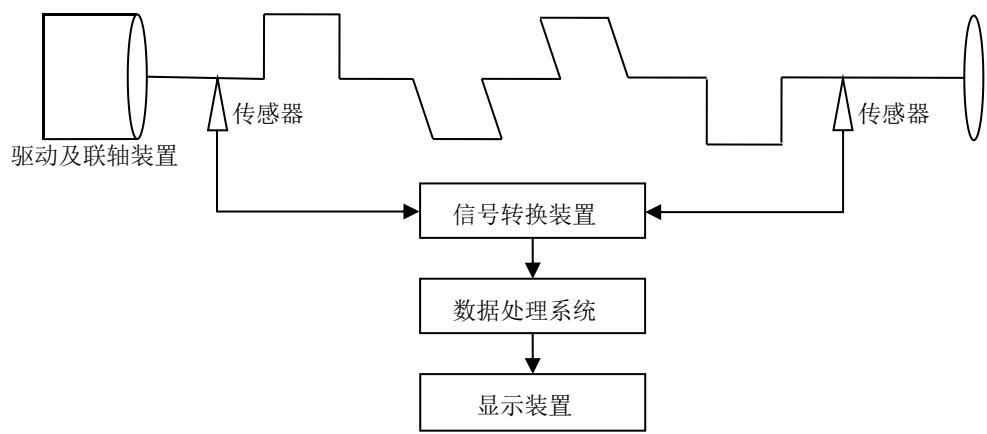 传感器
传感器
驱动及联轴装置
信号转换装置
数据处理系统
显示装置